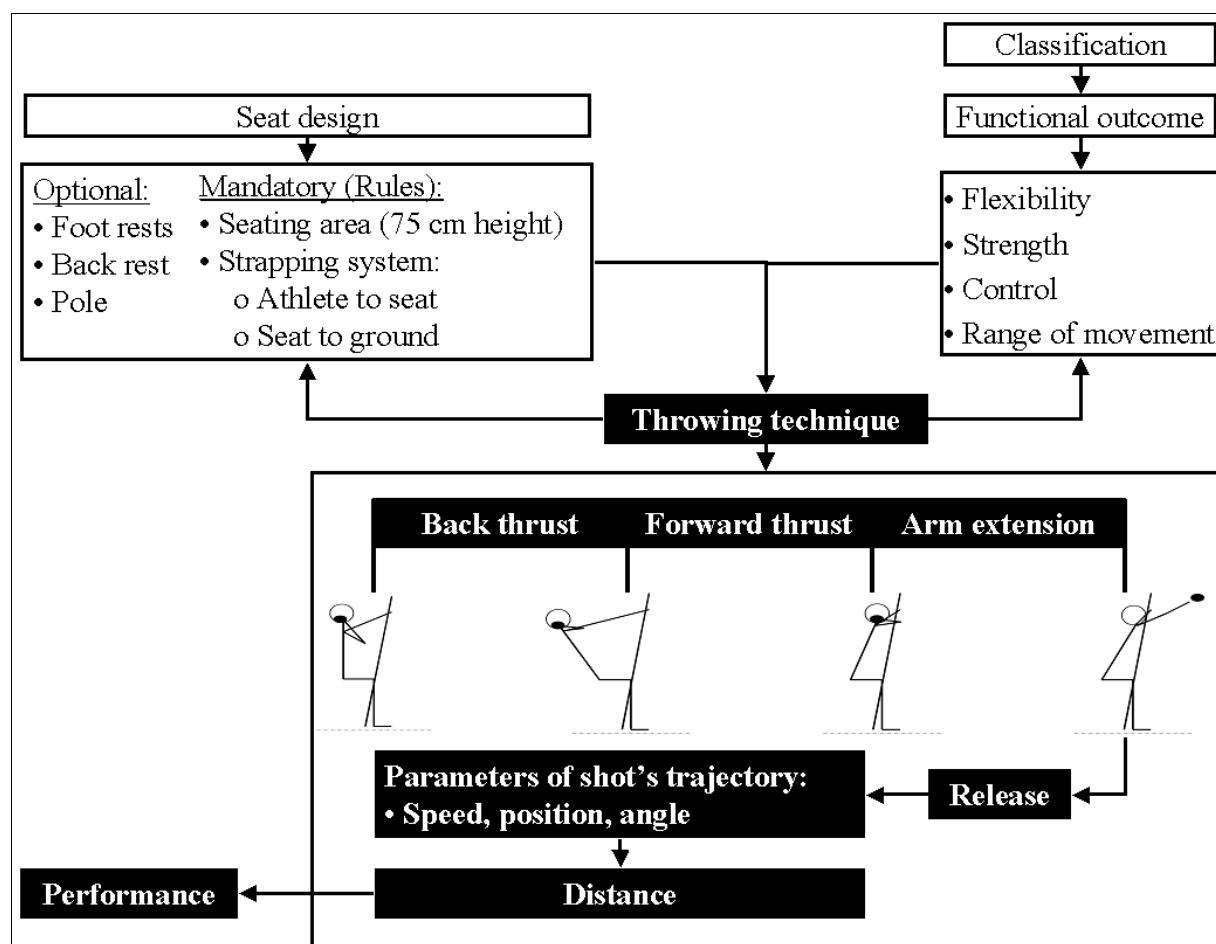 Classification
Seat design
Functional outcome
Optional:
• Foot rests
• Back rest
• Pole
Mandatory (Rules):
• Seating area (75 cm height)
• Strapping system:
o Athlete to seat
o Seat to ground
• Flexibility
• Strength
• Control
• Range of movement
Throwing technique
Back thrust
Forward thrust
Arm extension
Parameters of shot’s trajectory:
• Speed, position, angle
Release
Performance
Distance